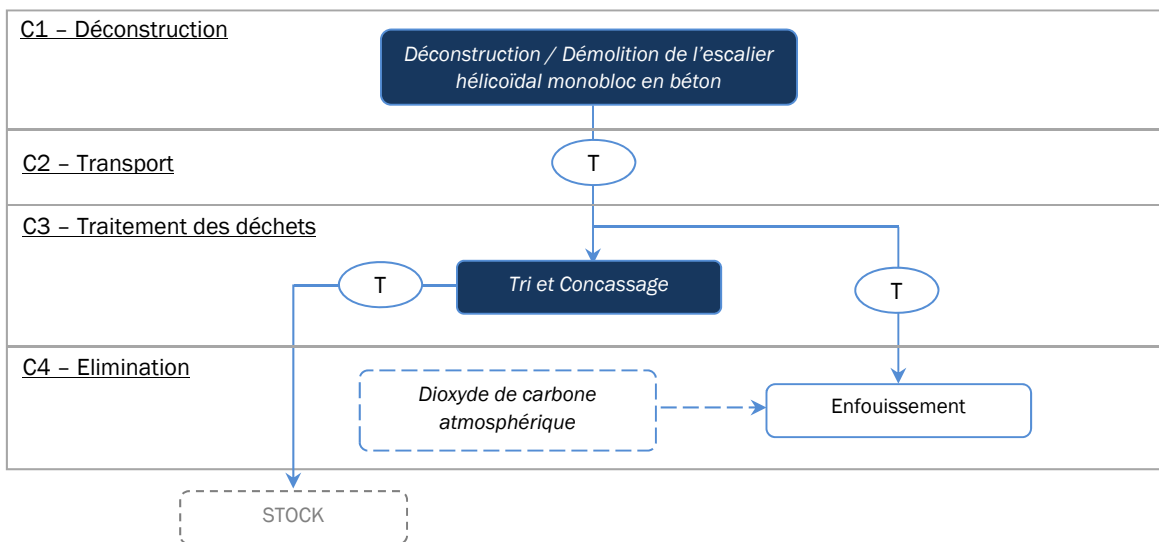 C1 – Déconstruction
Déconstruction / Démolition de l'escalier
hélicoïdal monobloc en béton
C2 – Transport
T
C3 – Traitement des déchets
T
Tri et Concassage
T
C4 – Elimination
Dioxyde de carbone
atmosphérique
Enfouissement
STOCK